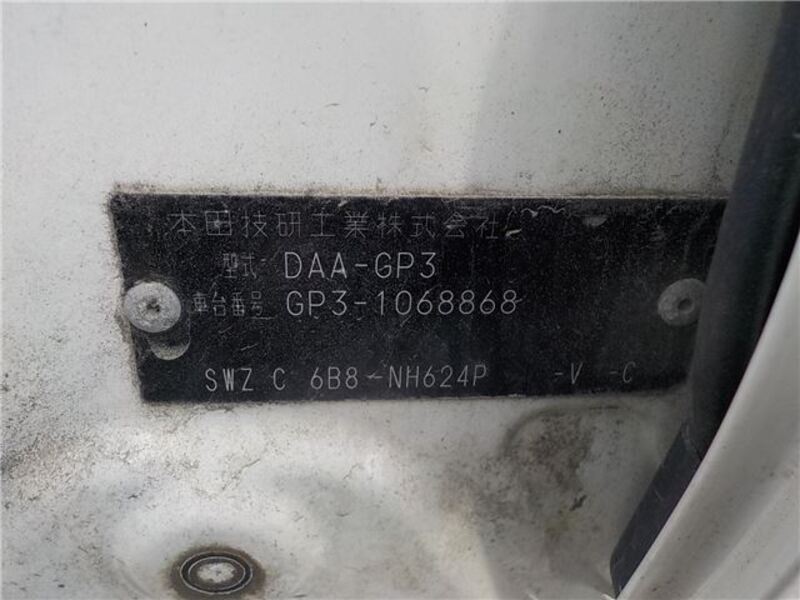 本田技研工業株式会社
型式 DAA-GP3
車台番号 GP3-1068868
SWZ C 6B8-NH624P -V -C